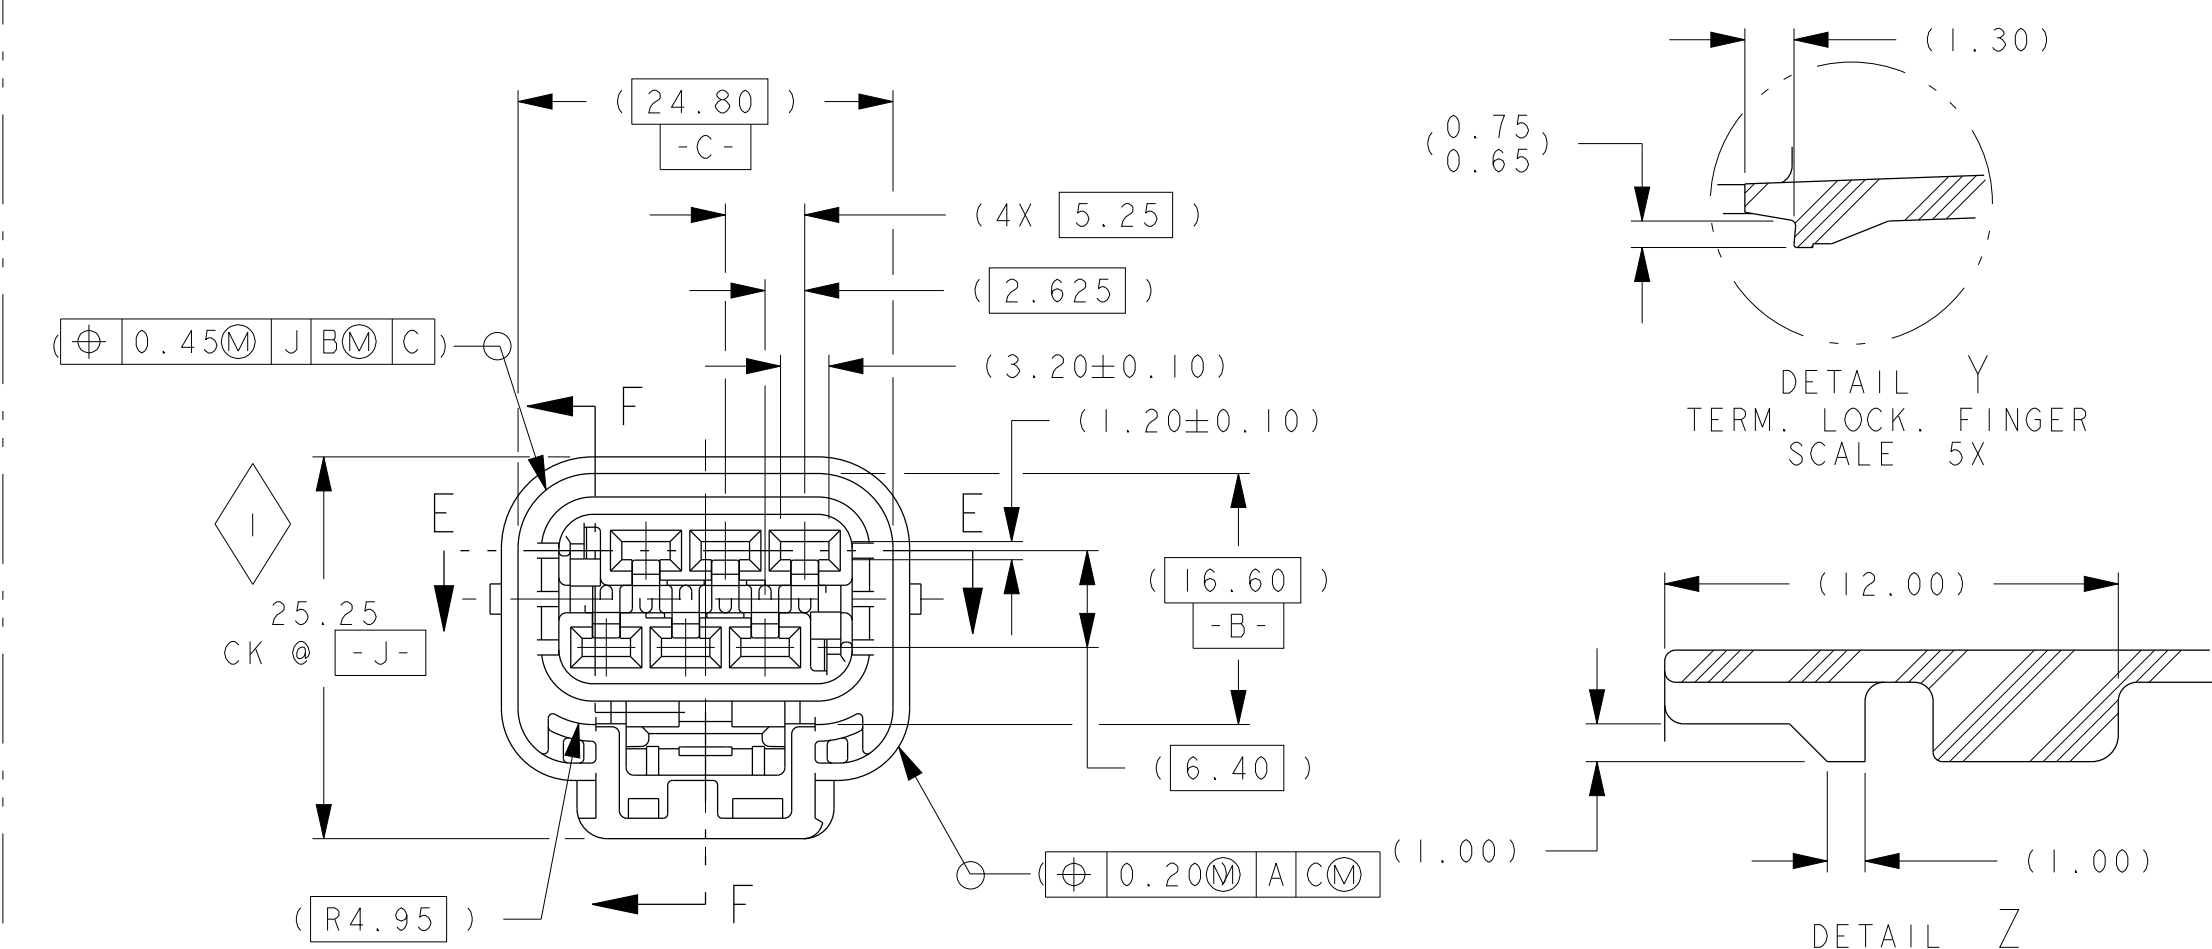 ( 24.80 )
-C-
(4X 5.25 )
( 2.625 )
(⌖ 0.45Ⓜ J BⓂ C )
(3.20±0.10)
(1.20±0.10)
F
E
E
1
25.25
CK @ -J-
( 16.60 )
-B-
( 6.40 )
(⌖ 0.20Ⓜ) A CⓂ
( R4.95 )
F
(1.30)
( 0.75 )
0.65
DETAIL Y
TERM. LOCK. FINGER
SCALE 5X
(12.00)
(1.00)
(1.00)
DETAIL Z